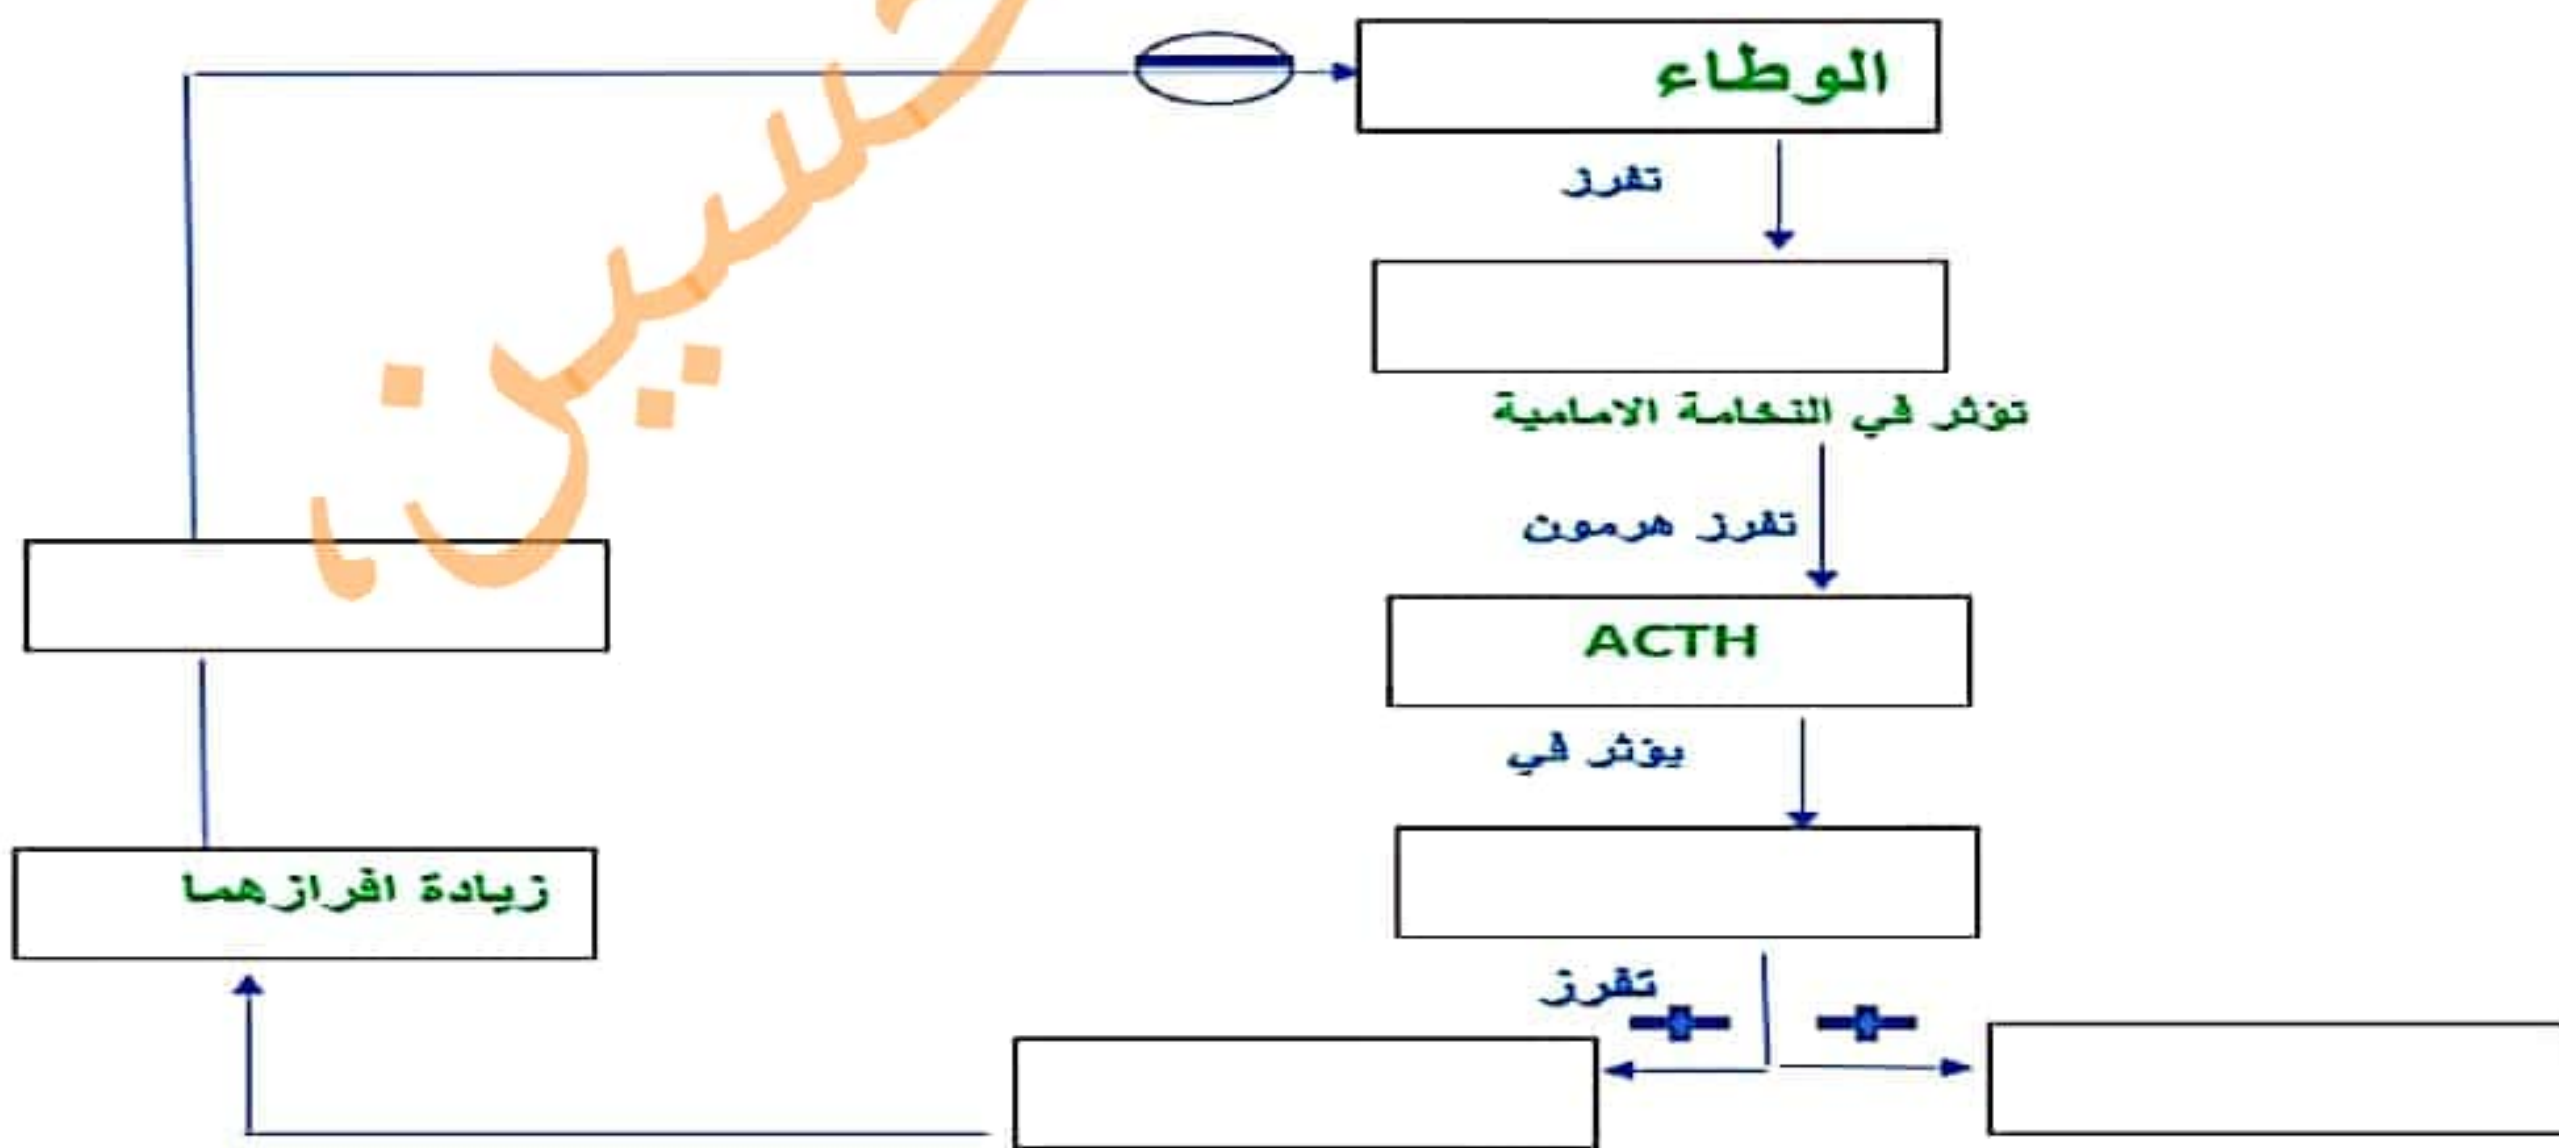 الوطاء
تفرز
تؤثر في النخامة الامامية
تفرز هرمون
ACTH
يؤثر في
زيادة افرازهما
تفرز